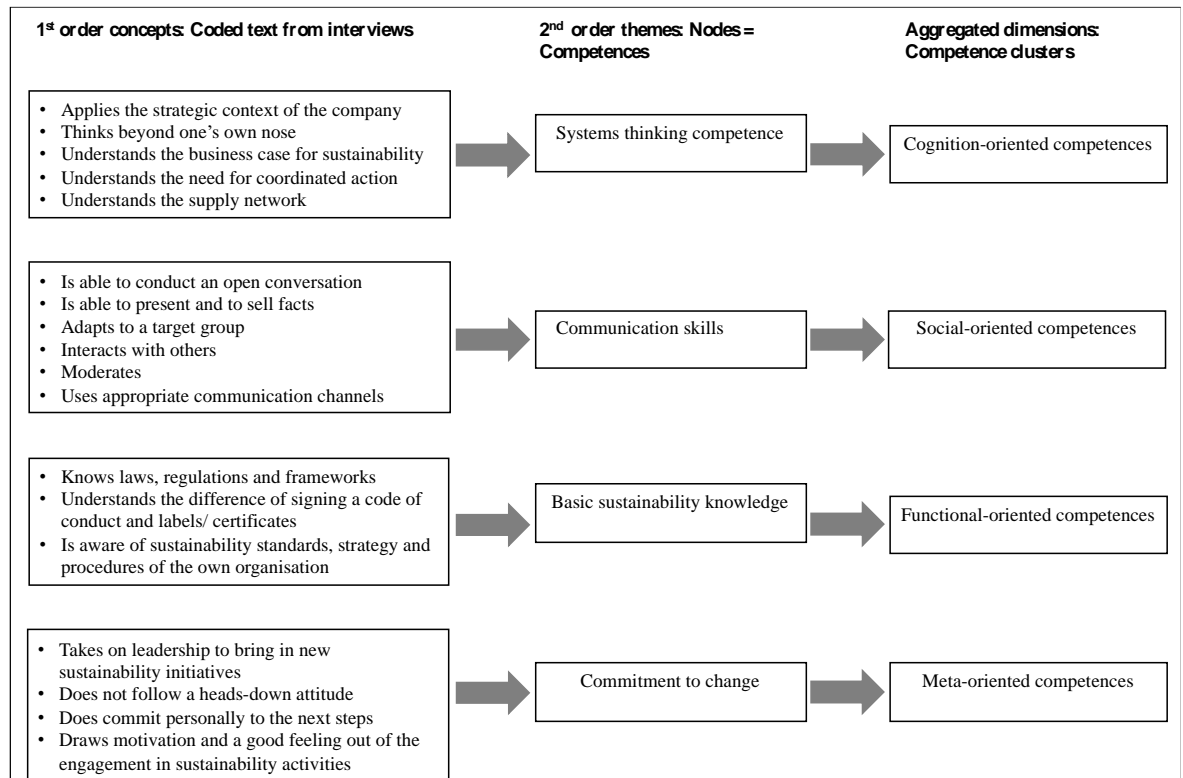 1st order concepts: Coded text from interviews
2nd order themes: Nodes =
Competences
Aggregated dimensions:
Competence clusters
• Applies the strategic context of the company
• Thinks beyond one's own nose
• Understands the business case for sustainability
• Understands the need for coordinated action
• Understands the supply network
Systems thinking competence
Cognition-oriented competences
• Is able to conduct an open conversation
• Is able to present and to sell facts
• Adapts to a target group
• Interacts with others
• Moderates
• Uses appropriate communication channels
Communication skills
Social-oriented competences
• Knows laws, regulations and frameworks
• Understands the difference of signing a code of
conduct and labels/ certificates
• Is aware of sustainability standards, strategy and
procedures of the own organisation
Basic sustainability knowledge
Functional-oriented competences
• Takes on leadership to bring in new
sustainability initiatives
• Does not follow a heads-down attitude
• Does commit personally to the next steps
• Draws motivation and a good feeling out of the
engagement in sustainability activities
Commitment to change
Meta-oriented competences